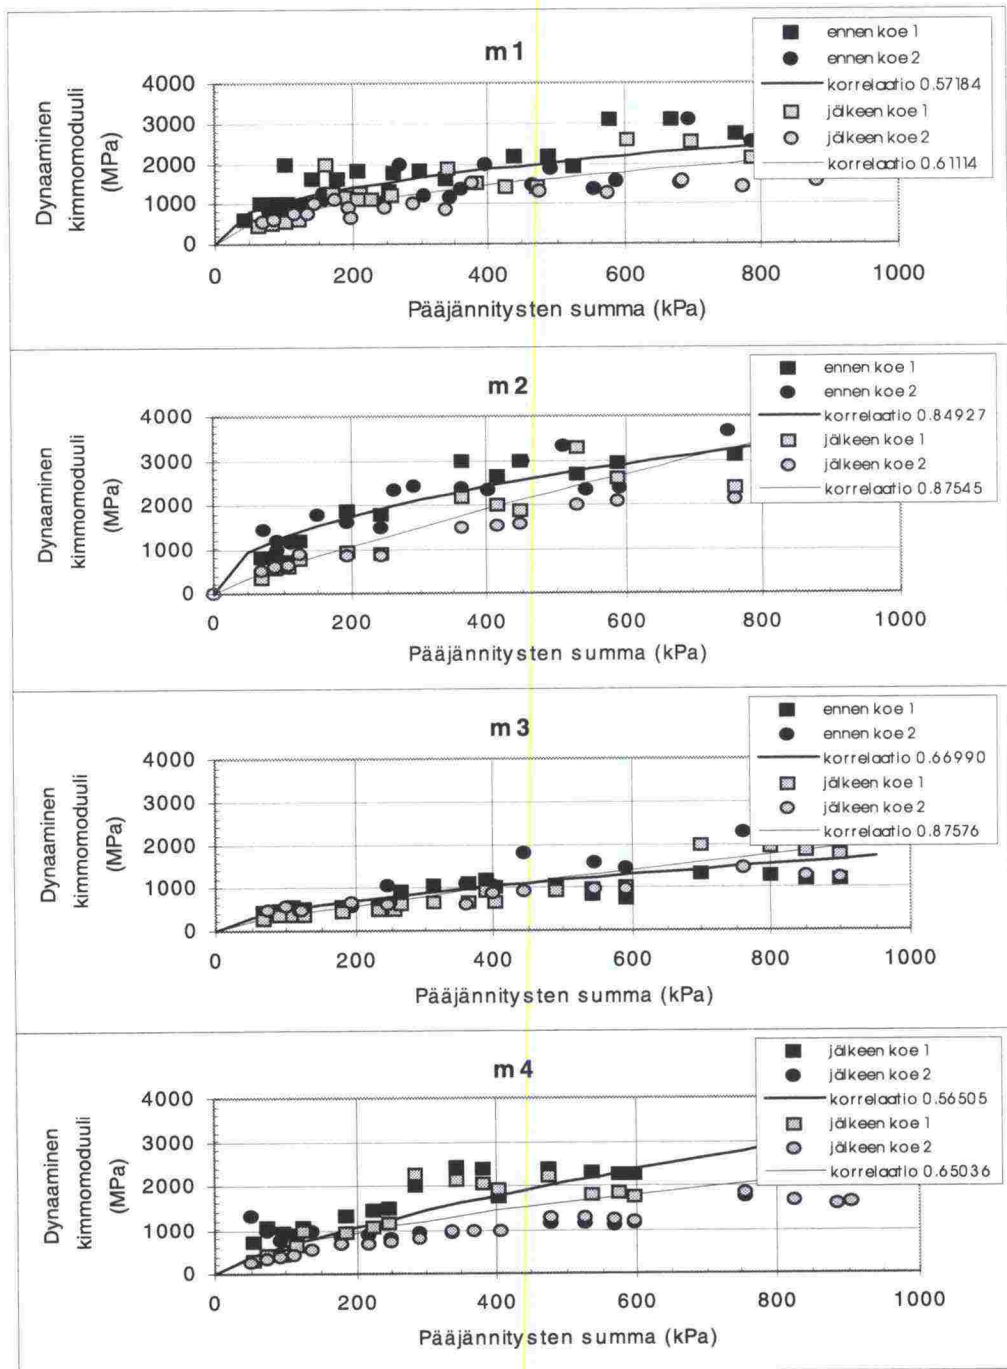 m1
ennen koe 1
ennen koe 2
korrelaatio 0.57184
jälkeen koe 1
jälkeen koe 2
korrelaatio 0.61114
Dynaaminen
kimmomoduuli
(MPa)
4000
3000
2000
1000
0
0 200 400 600 800 1000
Pääjännitysten summa (kPa)
m2
ennen koe 1
ennen koe 2
korrelaatio 0.84927
jälkeen koe 1
jälkeen koe 2
korrelaatio 0.87545
Dynaaminen
kimmomoduuli
(MPa)
4000
3000
2000
1000
0
0 200 400 600 800 1000
Pääjännitysten summa (kPa)
m3
ennen koe 1
ennen koe 2
korrelaatio 0.66990
jälkeen koe 1
jälkeen koe 2
korrelaatio 0.87576
Dynaaminen
kimmomoduuli
(MPa)
4000
3000
2000
1000
0
0 200 400 600 800 1000
Pääjännitysten summa (kPa)
m4
jälkeen koe 1
jälkeen koe 2
korrelaatio 0.56505
jälkeen koe 1
jälkeen koe 2
korrelaatio 0.65036
Dynaaminen
kimmomoduuli
(MPa)
4000
3000
2000
1000
0
0 200 400 600 800 1000
Pääjännitysten summa (kPa)